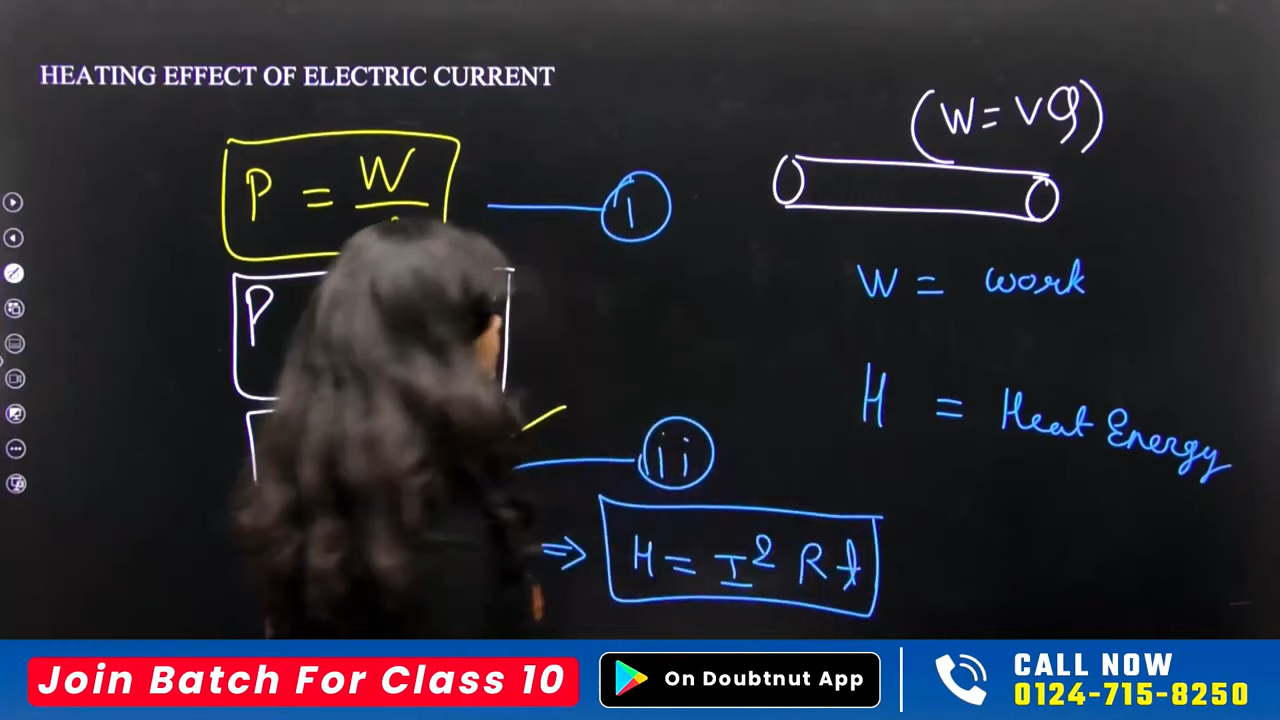 HEATING EFFECT OF ELECTRIC CURRENT
(W = VQ)
P = W
i
W = work
P
H = Heat Energy
ii
⇒ H = I² R t
Join Batch For Class 10
On Doubtnut App
CALL NOW
0124-715-8250